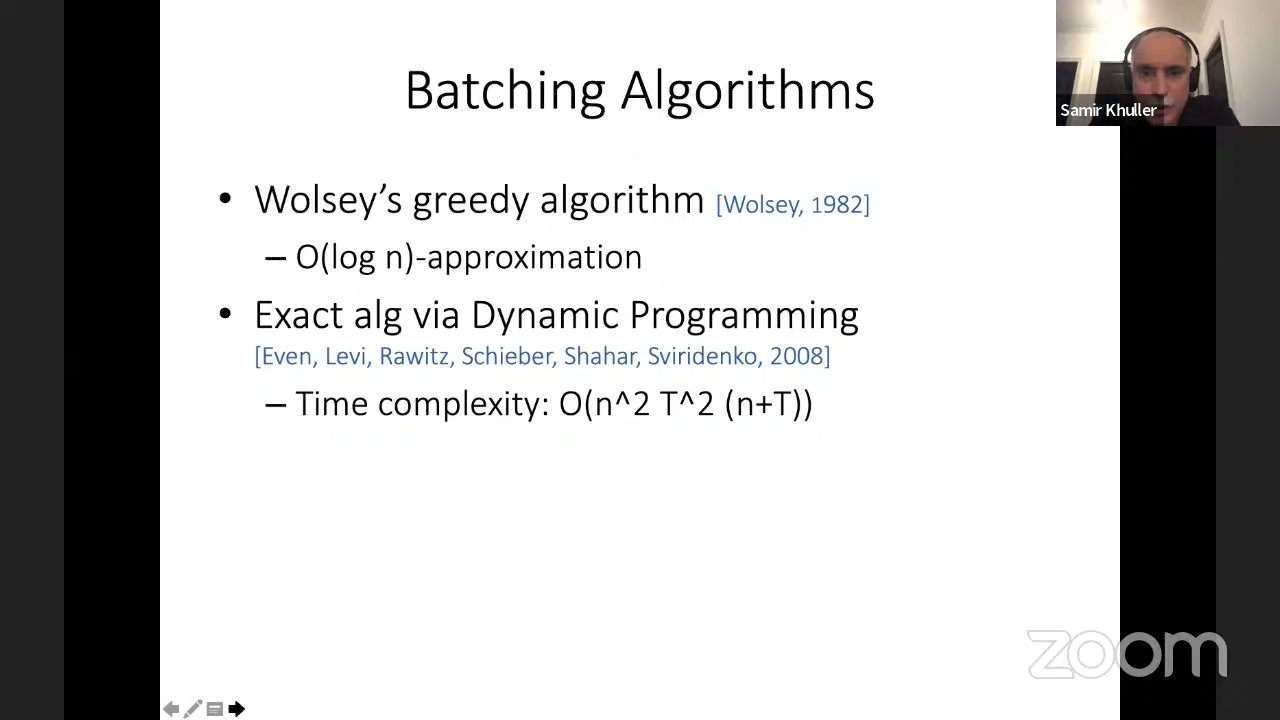 Batching Algorithms
Samir Khuller
• Wolsey’s greedy algorithm [Wolsey, 1982]
– O(log n)-approximation
• Exact alg via Dynamic Programming
[Even, Levi, Rawitz, Schieber, Shahar, Sviridenko, 2008]
– Time complexity: O(n^2 T^2 (n+T))
zoom